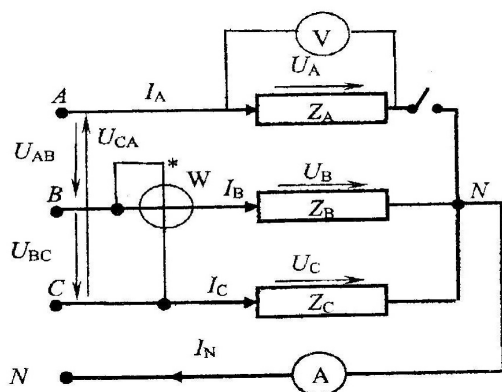 V
U_A
A I_A
Z_A
U_AB U_CA
* W I_B U_B N
B
Z_B
U_BC
U_C
C I_C
Z_C
I_N
N A